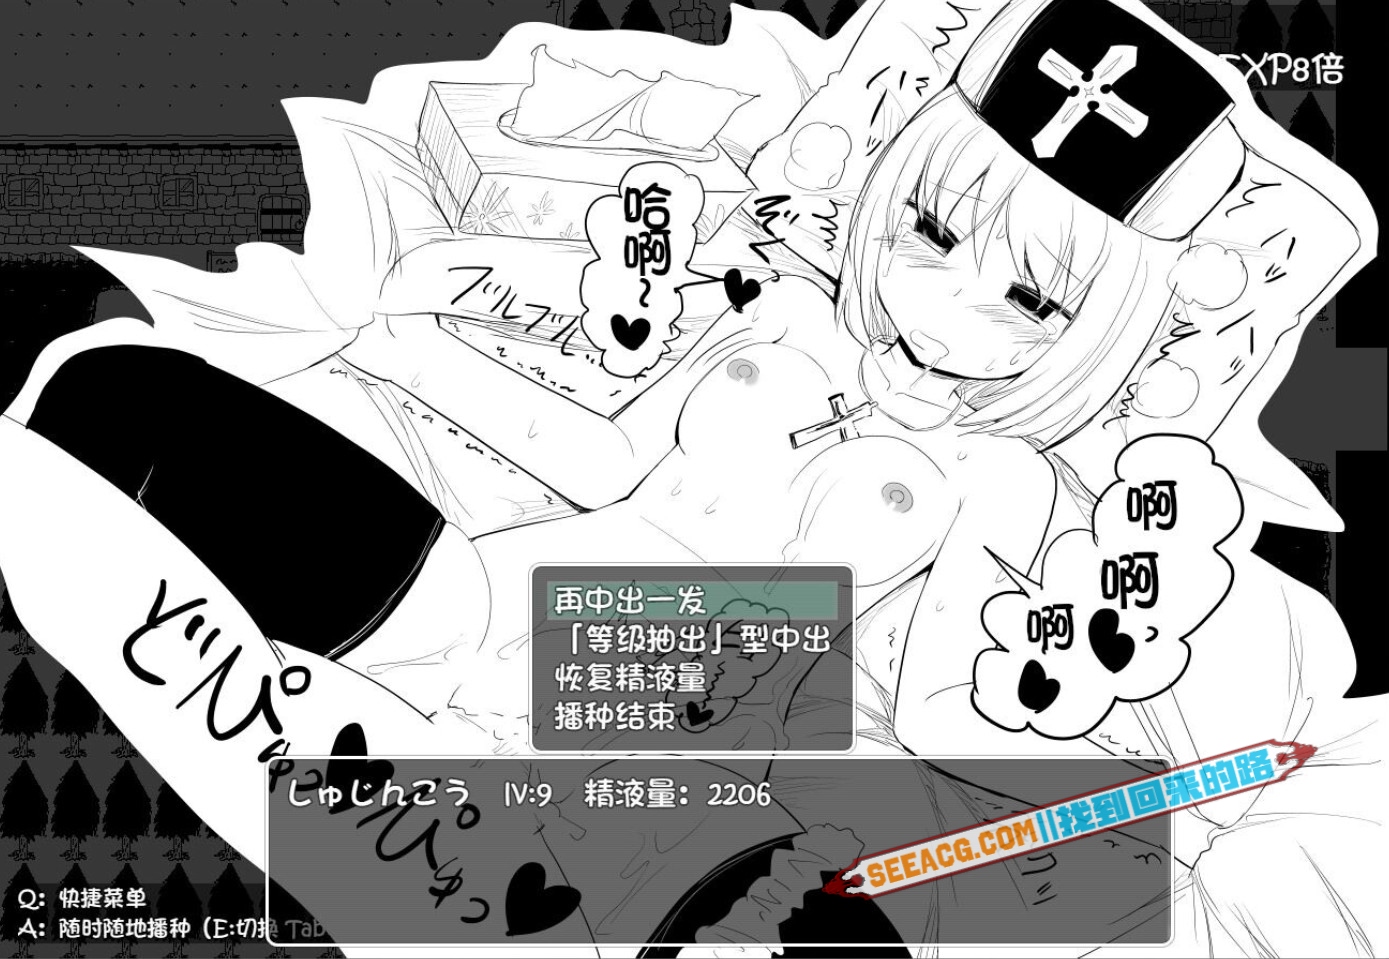 EXP8倍
哈啊~
ブルブル
啊
啊
啊
どぴゅっ
ぴゅっ
再中出一发
「等级抽出」型中出
恢复精液量
播种结束
しゅじんこう lV:9 精液量: 2206
SEEACG.COM||找到回来的路
Q: 快捷菜单
A: 随时随地播种 (E:切换 Tab